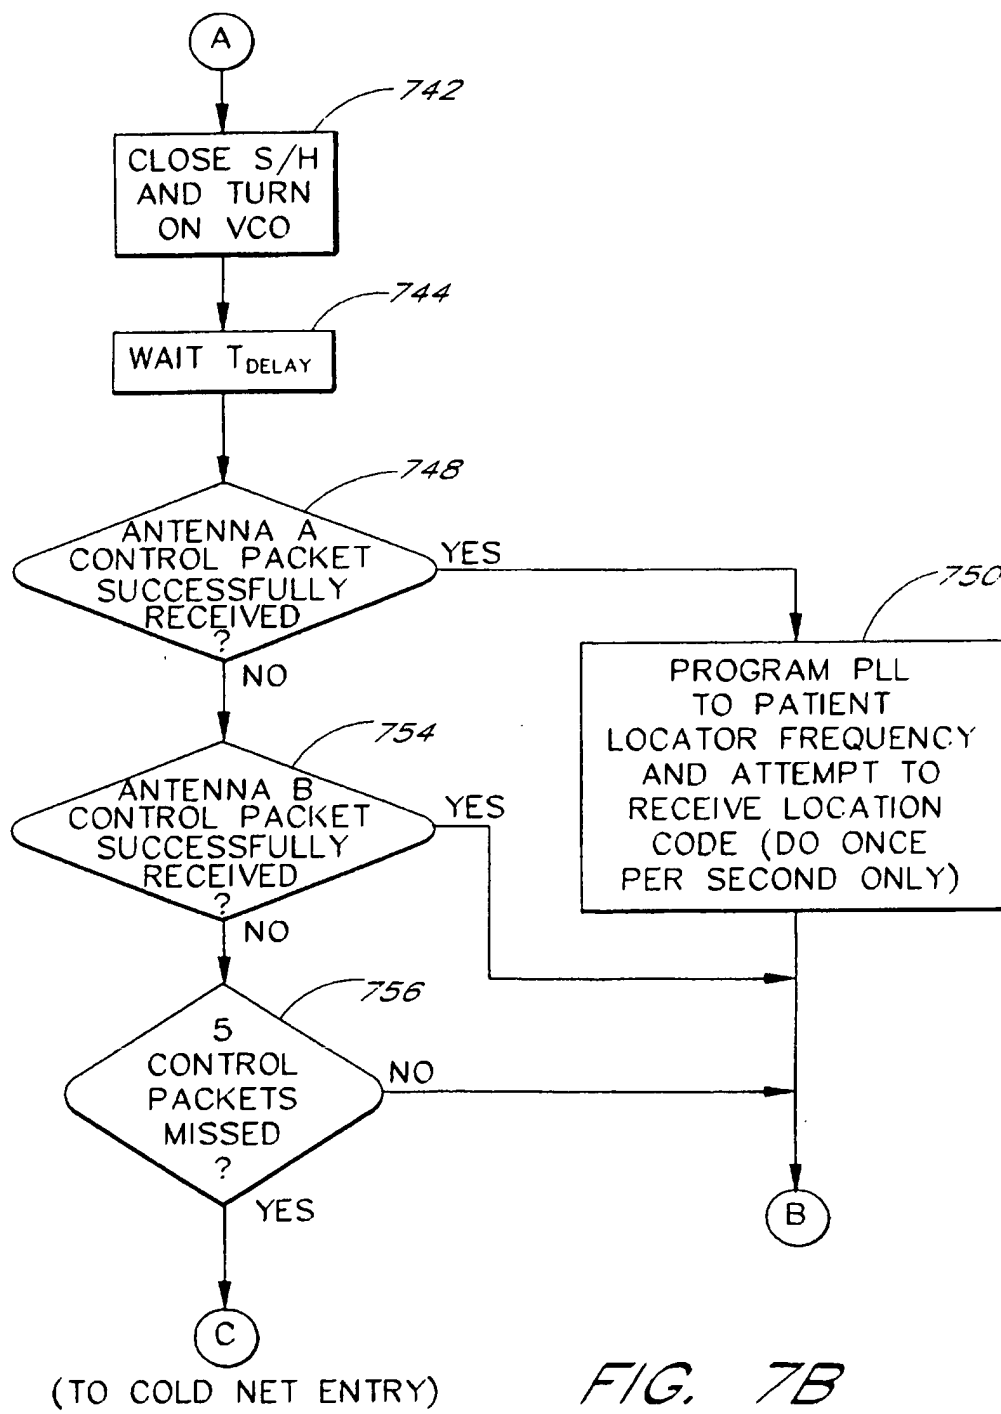 A
742
CLOSE S/H
AND TURN
ON VCO
744
WAIT TDELAY
748
ANTENNA A
CONTROL PACKET
SUCCESSFULLY
RECEIVED
?
YES
NO
750
PROGRAM PLL
TO PATIENT
LOCATOR FREQUENCY
AND ATTEMPT TO
RECEIVE LOCATION
CODE (DO ONCE
PER SECOND ONLY)
754
ANTENNA B
CONTROL PACKET
SUCCESSFULLY
RECEIVED
?
YES
NO
756
5
CONTROL
PACKETS
MISSED
?
NO
YES
B
C
(TO COLD NET ENTRY)
FIG. 7B